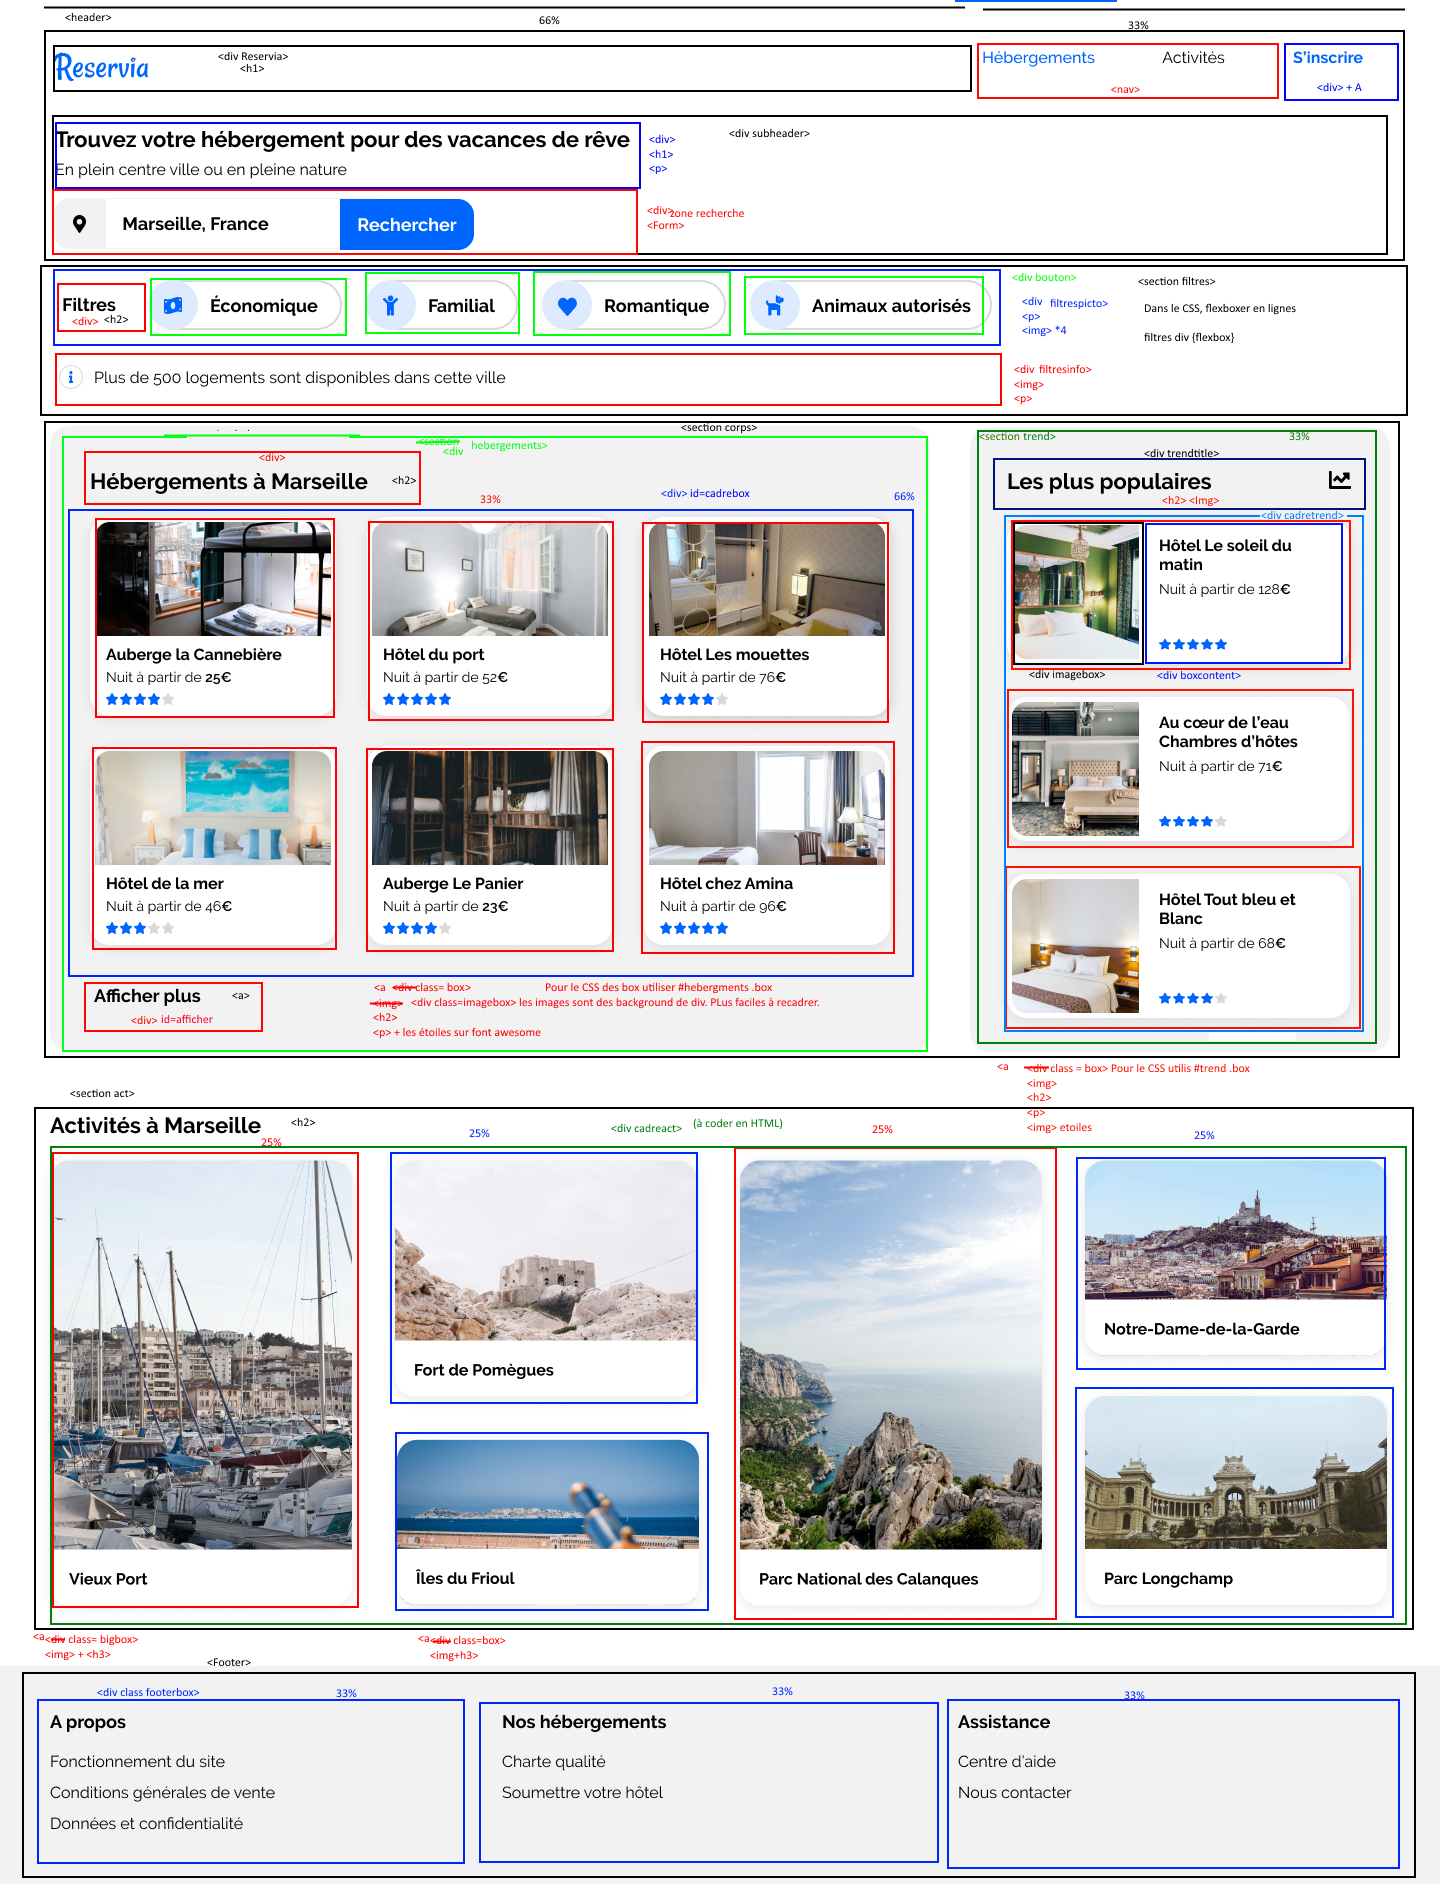 <header>
66%
33%
Reservia
<div Reservia>
<h1>
Hébergements
Activités
S'inscrire
<nav>
<div> + A
Trouvez votre hébergement pour des vacances de rêve
En plein centre ville ou en pleine nature
<div>
<h1>
<p>
<div subheader>
Marseille, France
Rechercher
<div> zone recherche
<Form>
Filtres
<div> <h2>
Économique
Familial
Romantique
Animaux autorisés
<div bouton>
<div filtrespicto>
<p>
<img> *4
<section filtres>
Dans le CSS, flexboxer en lignes
filtres div {flexbox}
Plus de 500 logements sont disponibles dans cette ville
<div filtresinfo>
<img>
<p>
<section corps>
<section
<div hebergements>
<div>
Hébergements à Marseille
<h2>
33%
<div> id=cadrebox
66%
Auberge la Cannebière
Nuit à partir de 25€
Hôtel du port
Nuit à partir de 52€
Hôtel Les mouettes
Nuit à partir de 76€
Hôtel de la mer
Nuit à partir de 46€
Auberge Le Panier
Nuit à partir de 23€
Hôtel chez Amina
Nuit à partir de 96€
Afficher plus
<a>
<div> id=afficher
<a <div class= box> Pour le CSS des box utiliser #hebergments .box
<img> <div class=imagebox> les images sont des background de div. PLus faciles à recadrer.
<h2>
<p> + les étoiles sur font awesome
<section trend>
33%
<div trendtitle>
Les plus populaires
<h2> <Img>
<div cadretrend>
Hôtel Le soleil du
matin
Nuit à partir de 128€
<div imagebox>
<div boxcontent>
Au cœur de l'eau
Chambres d'hôtes
Nuit à partir de 71€
Hôtel Tout bleu et
Blanc
Nuit à partir de 68€
<a <div class = box> Pour le CSS utilis #trend .box
<img>
<h2>
<p>
<img> etoiles
<section act>
Activités à Marseille
<h2>
25%
25%
<div cadreact> (à coder en HTML)
25%
25%
Vieux Port
Fort de Pomègues
Îles du Frioul
Parc National des Calanques
Notre-Dame-de-la-Garde
Parc Longchamp
<a <div class= bigbox>
<img> + <h3>
<a <div class=box>
<img+h3>
<Footer>
<div class footerbox>
33%
33%
33%
A propos
Fonctionnement du site
Conditions générales de vente
Données et confidentialité
Nos hébergements
Charte qualité
Soumettre votre hôtel
Assistance
Centre d'aide
Nous contacter